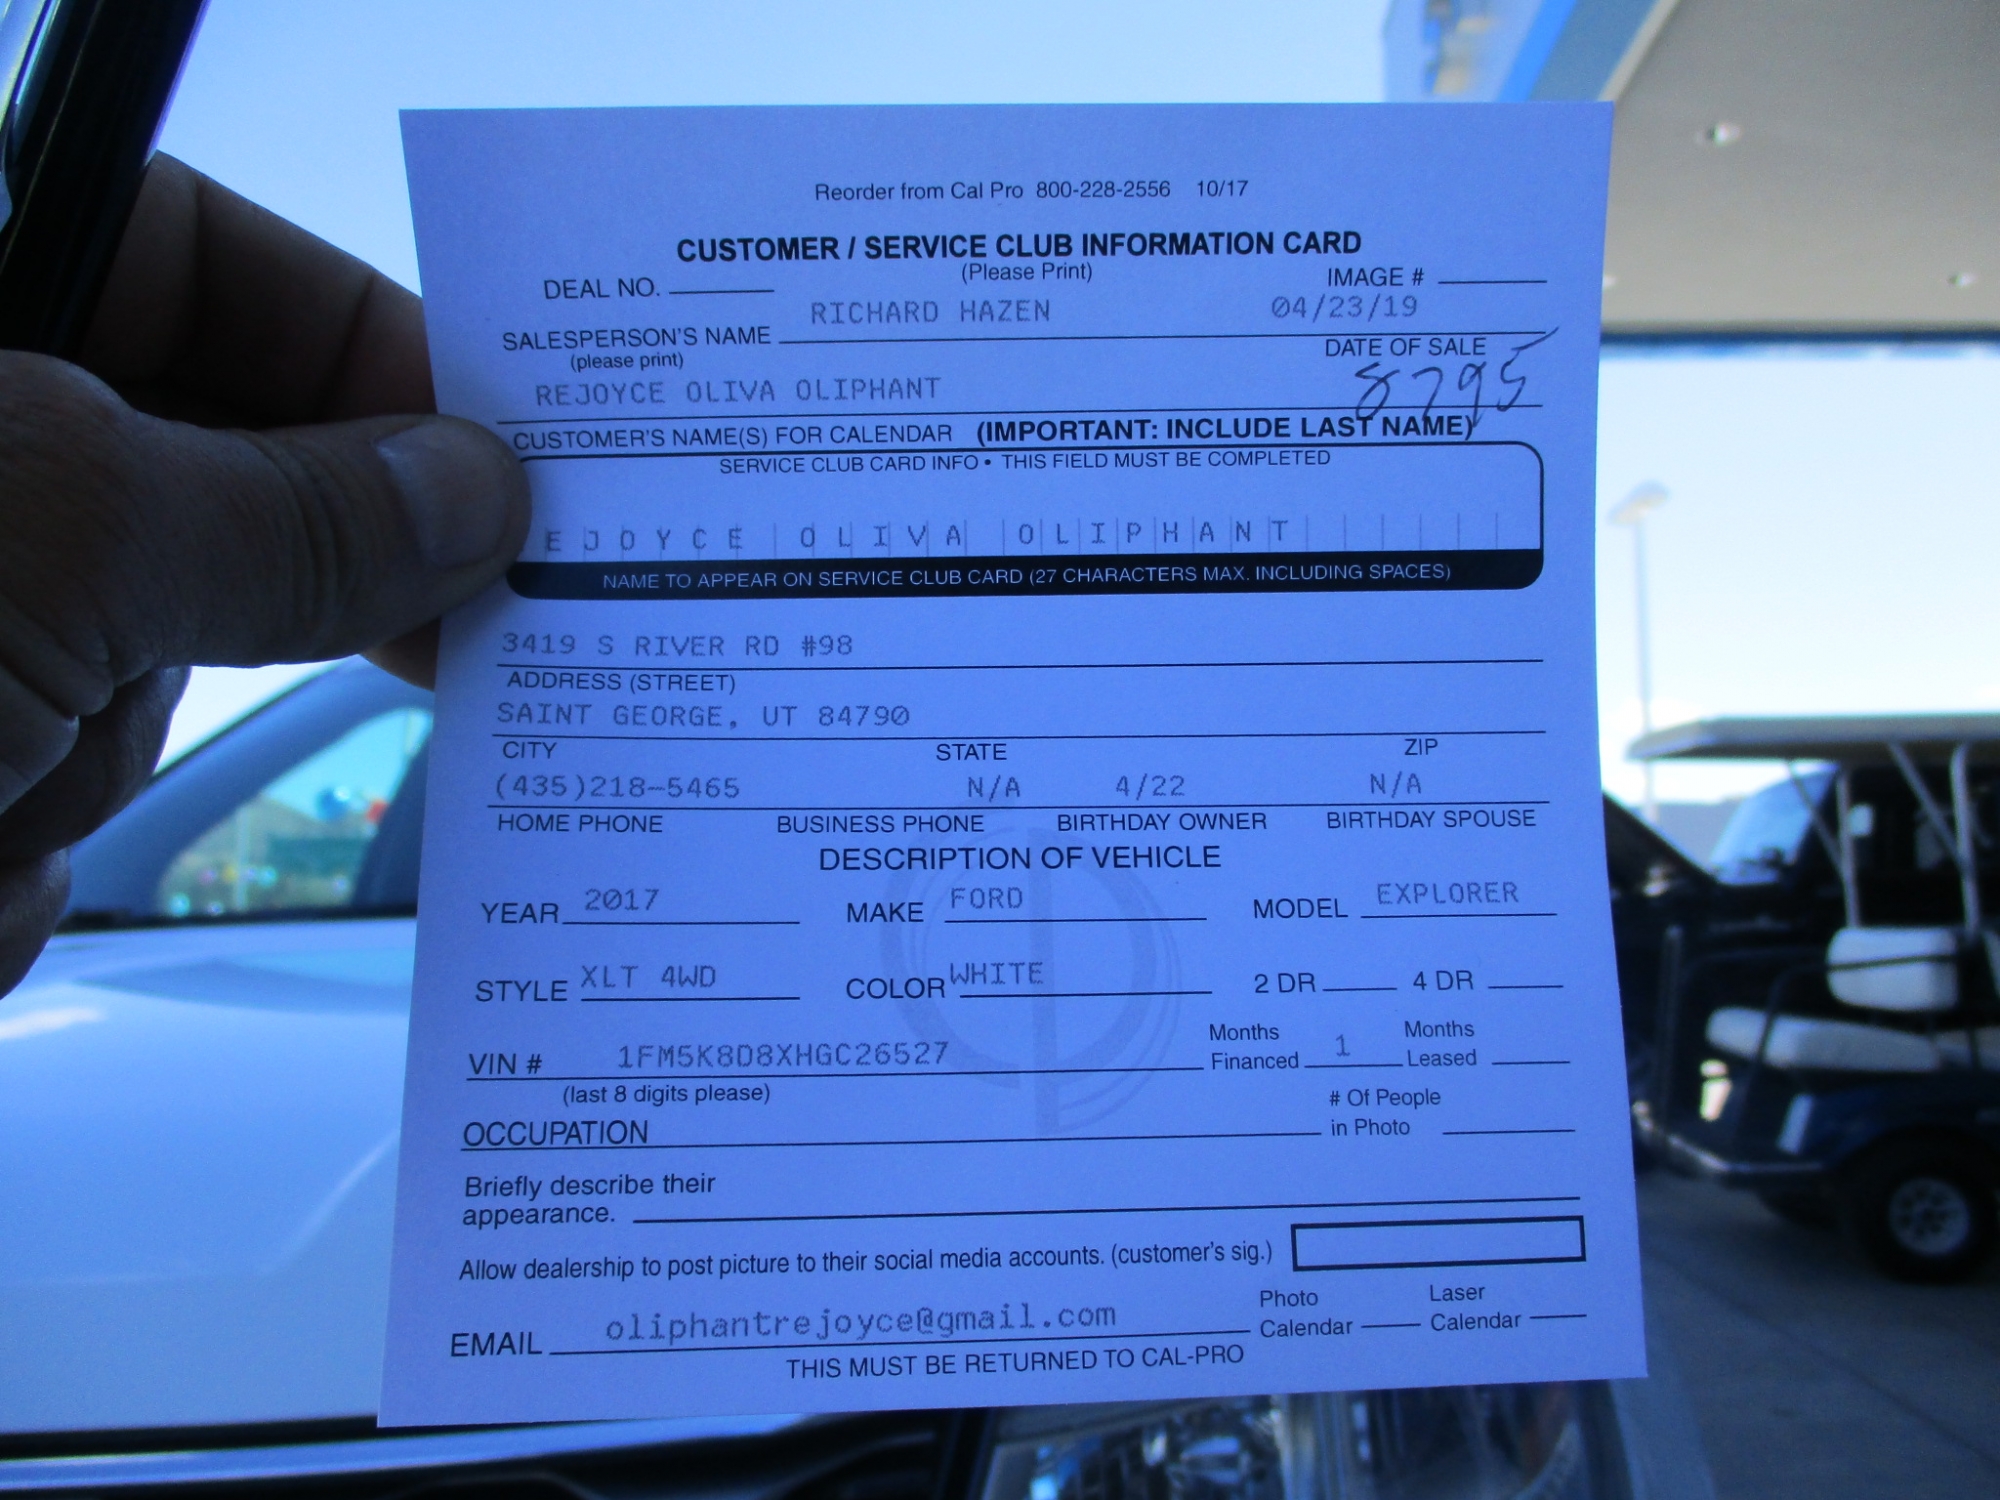 Reorder from Cal Pro 800-228-2556 10/17
CUSTOMER / SERVICE CLUB INFORMATION CARD
(Please Print)
DEAL NO. IMAGE #
RICHARD HAZEN 04/23/19
SALESPERSON'S NAME
(please print) DATE OF SALE
8795
REJOYCE OLIVA OLIPHANT
CUSTOMER'S NAME(S) FOR CALENDAR (IMPORTANT: INCLUDE LAST NAME)
SERVICE CLUB CARD INFO • THIS FIELD MUST BE COMPLETED
EJOYCE OLIVA OLIPHANT
NAME TO APPEAR ON SERVICE CLUB CARD (27 CHARACTERS MAX. INCLUDING SPACES)
3419 S RIVER RD #98
ADDRESS (STREET)
SAINT GEORGE, UT 84790
CITY STATE ZIP
(435)218-5465 N/A 4/22 N/A
HOME PHONE BUSINESS PHONE BIRTHDAY OWNER BIRTHDAY SPOUSE
DESCRIPTION OF VEHICLE
YEAR 2017 MAKE FORD MODEL EXPLORER
STYLE XLT 4WD COLOR WHITE 2 DR 4 DR
VIN # 1FM5K8D8XHGC26527 Months Financed 1 Months Leased
(last 8 digits please)
OCCUPATION # Of People in Photo
Briefly describe their
appearance.
Allow dealership to post picture to their social media accounts. (customer's sig.)
EMAIL oliphantrejoyce@gmail.com Photo Calendar Laser Calendar
THIS MUST BE RETURNED TO CAL-PRO